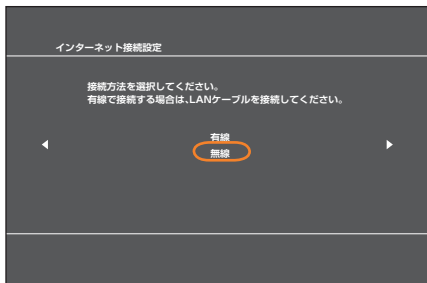 インターネット接続設定
接続方法を選択してください。
有線で接続する場合は、LANケーブルを接続してください。
有線
無線